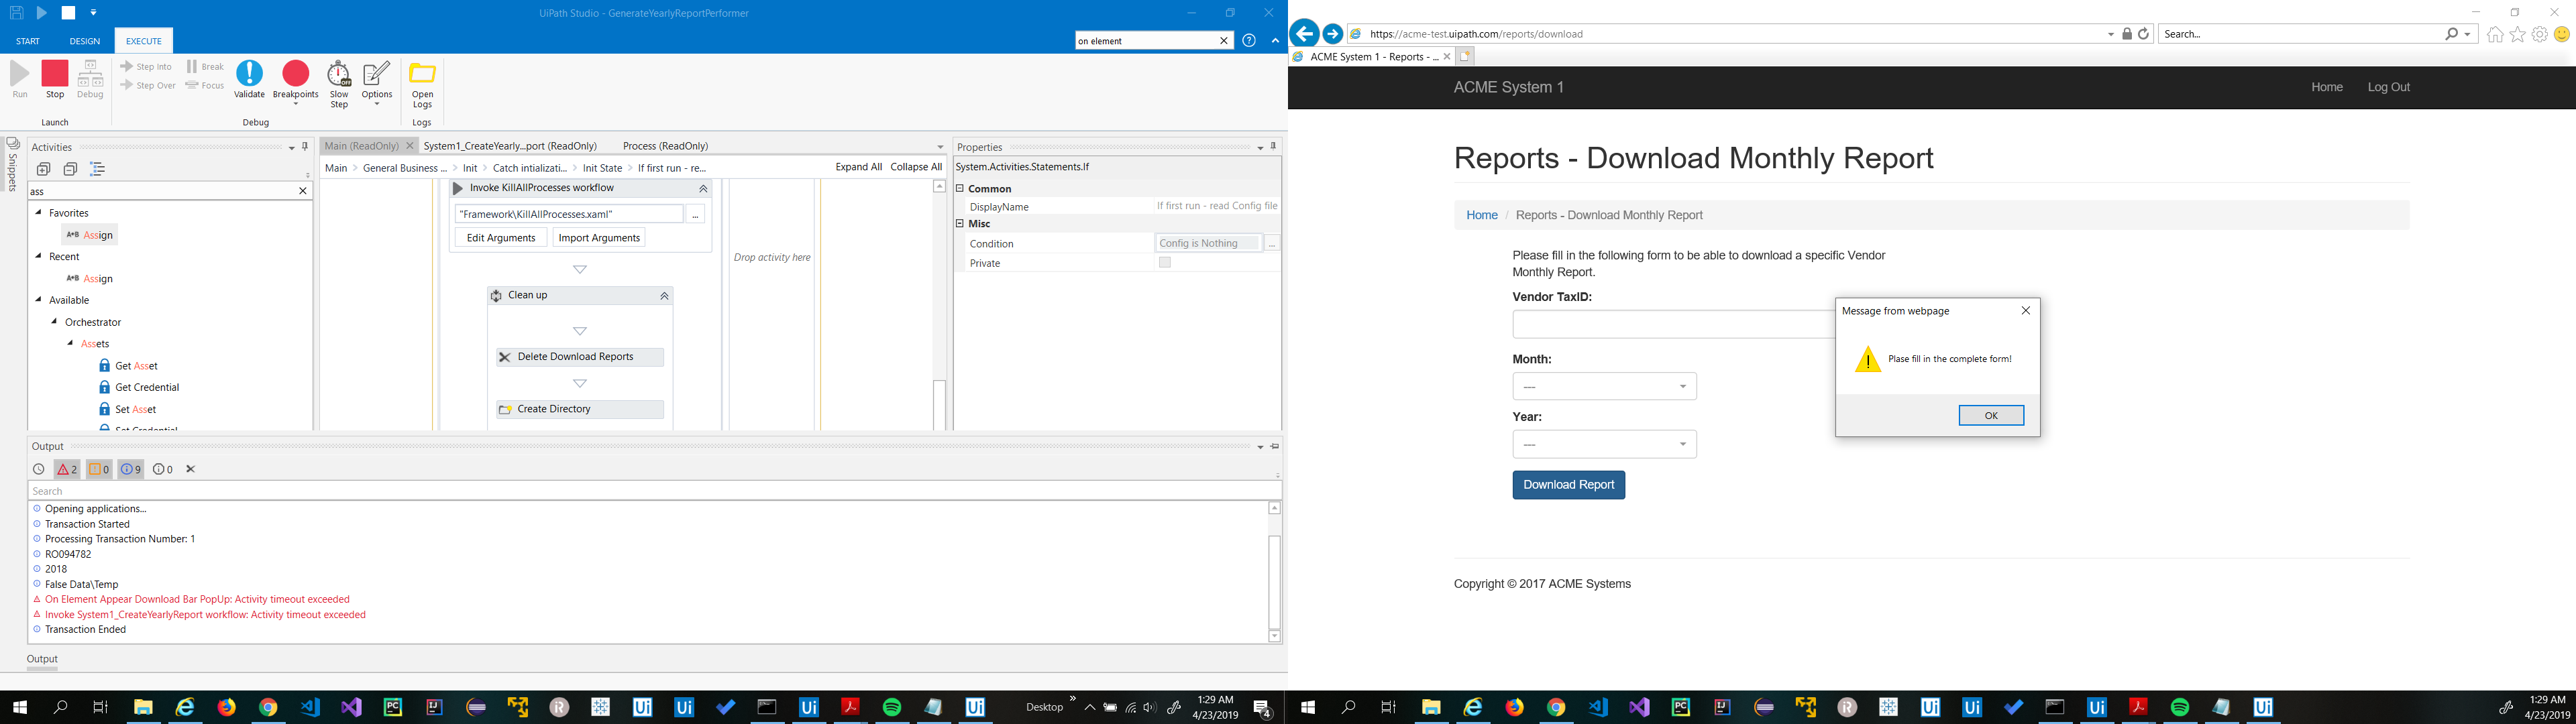 UiPath Studio - GenerateYearlyReportPerformer
START
DESIGN
EXECUTE
on element
Run
Stop
Debug
Step Into
Step Over
Break
Focus
Validate
Breakpoints
Slow
Step
Options
Open
Logs
Launch
Debug
Logs
Snippets
Activities
ass
Favorites
Assign
Recent
Assign
Available
Orchestrator
Assets
Get Asset
Get Credential
Set Asset
Set Credential
Main (ReadOnly)
System1_CreateYearly...port (ReadOnly)
Process (ReadOnly)
Main > General Business ... > Init > Catch intializati... > Init State > If first run - re...
Expand All
Collapse All
Invoke KillAllProcesses workflow
"Framework\KillAllProcesses.xaml"
...
Edit Arguments
Import Arguments
Clean up
Delete Download Reports
Create Directory
Drop activity here
Properties
System.Activities.Statements.If
Common
DisplayName
If first run - read Config file
Misc
Condition
Config is Nothing
...
Private
Output
2
0
9
0
Search
Opening applications...
Transaction Started
Processing Transaction Number: 1
RO094782
2018
False Data\Temp
On Element Appear Download Bar PopUp: Activity timeout exceeded
Invoke System1_CreateYearlyReport workflow: Activity timeout exceeded
Transaction Ended
Output
Desktop
1:29 AM
4/23/2019
4
https://acme-test.uipath.com/reports/download
Search...
ACME System 1 - Reports - ...
ACME System 1
Home
Log Out
Reports - Download Monthly Report
Home / Reports - Download Monthly Report
Please fill in the following form to be able to download a specific Vendor
Monthly Report.
Vendor TaxID:
Month:
---
Year:
---
Download Report
Message from webpage
Plase fill in the complete form!
OK
Copyright © 2017 ACME Systems
1:29 AM
4/23/2019